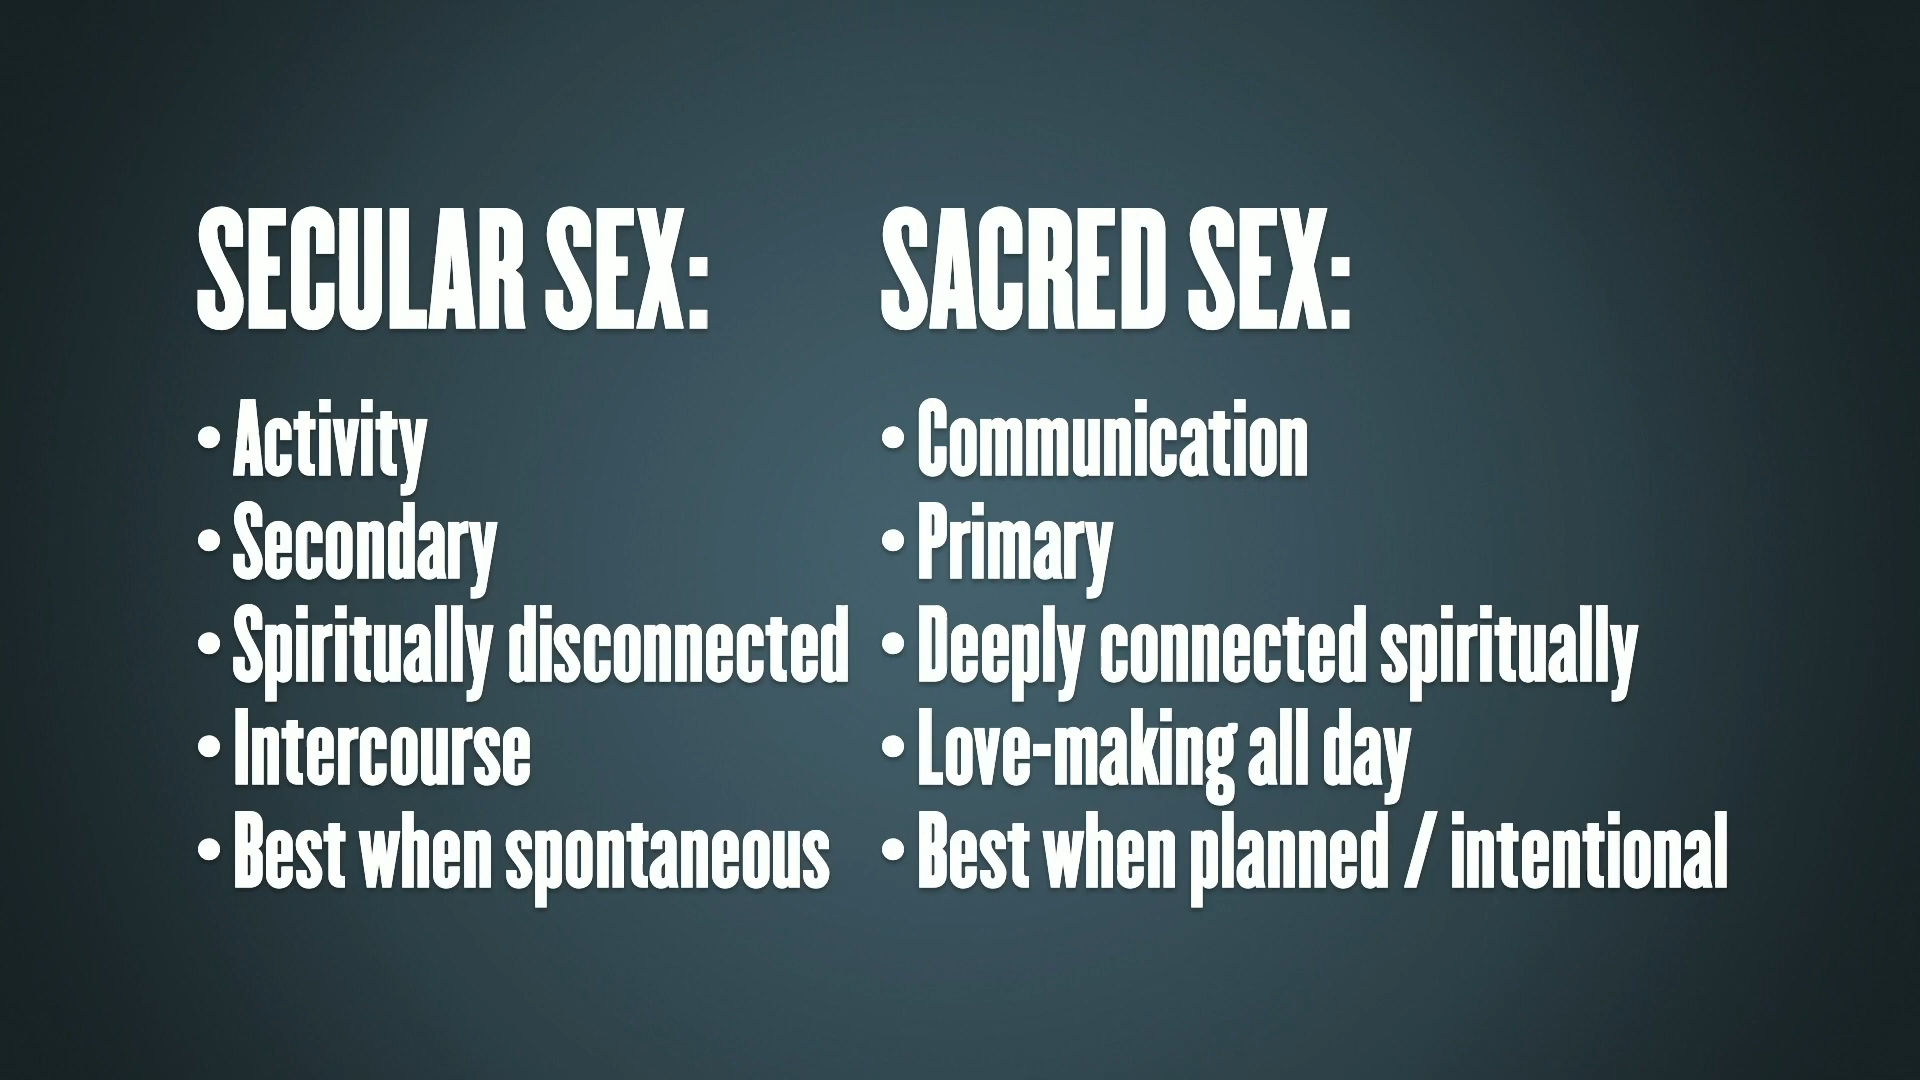 SECULAR SEX:
• Activity
• Secondary
• Spiritually disconnected
• Intercourse
• Best when spontaneous
SACRED SEX:
• Communication
• Primary
• Deeply connected spiritually
• Love-making all day
• Best when planned / intentional